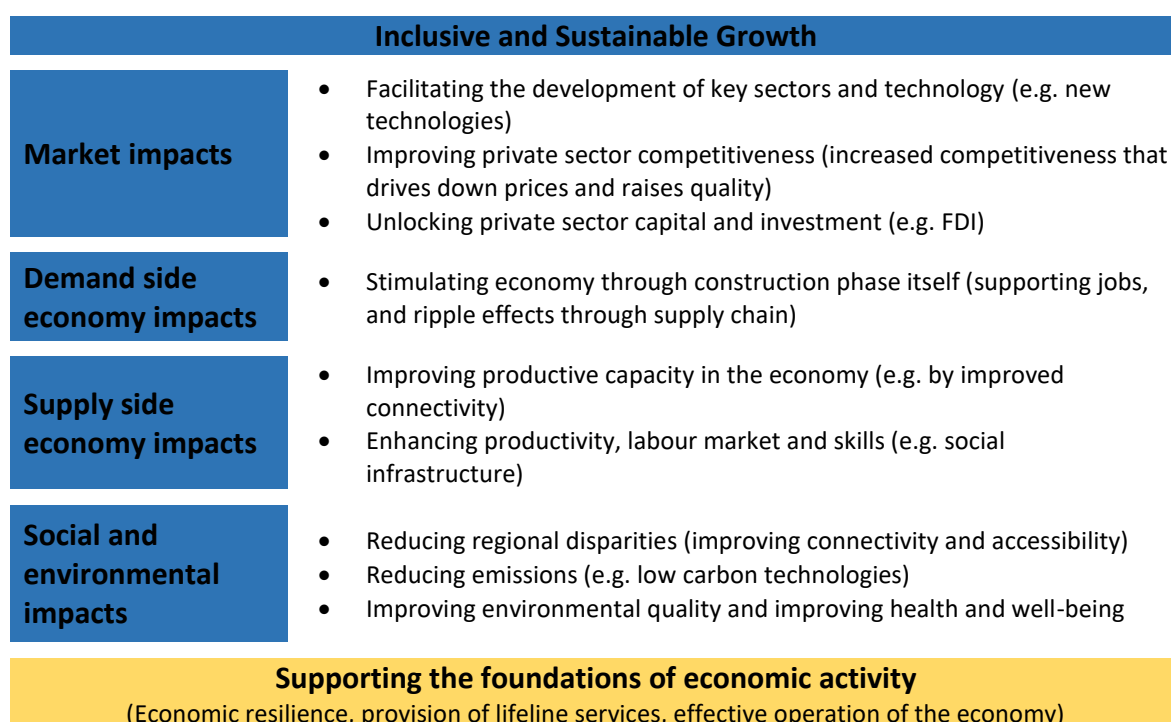 Inclusive and Sustainable Growth
Market impacts
• Facilitating the development of key sectors and technology (e.g. new
technologies)
• Improving private sector competitiveness (increased competitiveness that
drives down prices and raises quality)
• Unlocking private sector capital and investment (e.g. FDI)
Demand side
economy impacts
• Stimulating economy through construction phase itself (supporting jobs,
and ripple effects through supply chain)
Supply side
economy impacts
• Improving productive capacity in the economy (e.g. by improved
connectivity)
• Enhancing productivity, labour market and skills (e.g. social
infrastructure)
Social and
environmental
impacts
• Reducing regional disparities (improving connectivity and accessibility)
• Reducing emissions (e.g. low carbon technologies)
• Improving environmental quality and improving health and well-being
Supporting the foundations of economic activity
(Economic resilience, provision of lifeline services, effective operation of the economy)